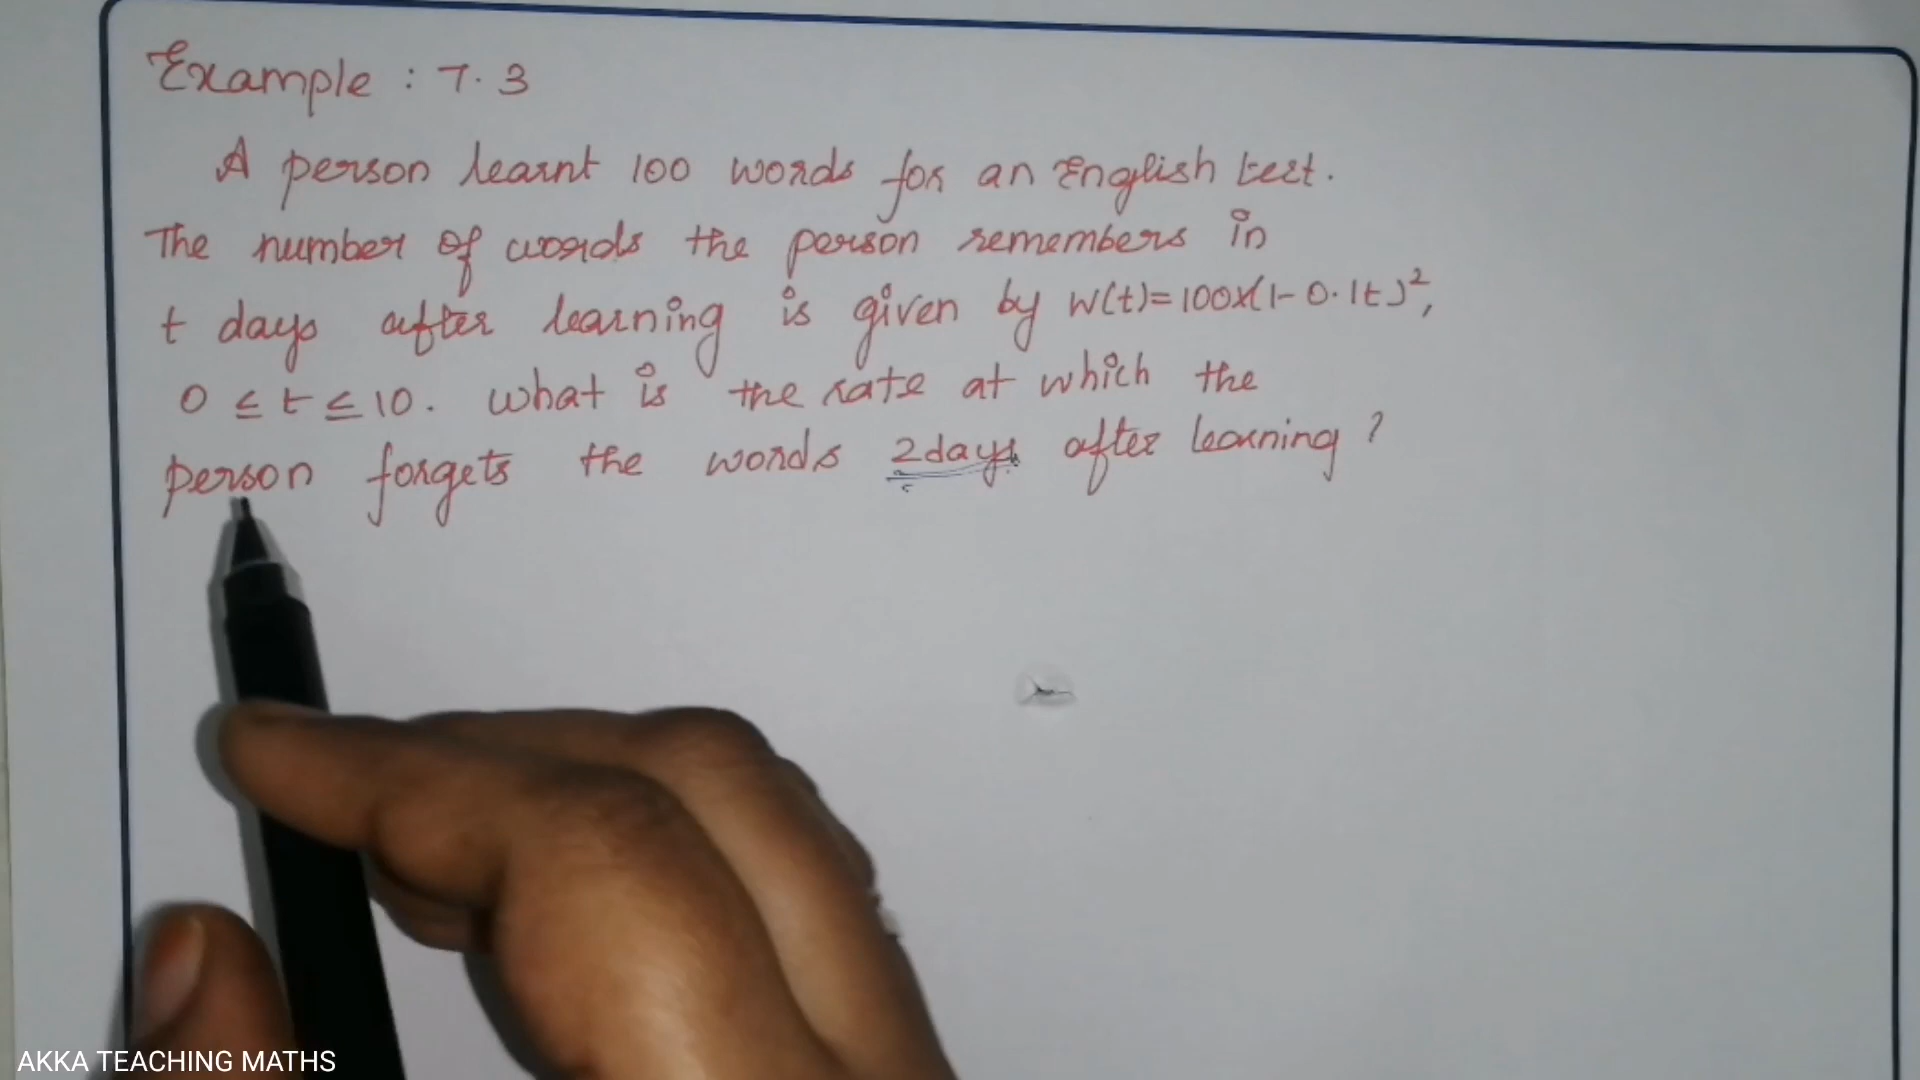 Example : 7.3
A person learnt 100 words for an English test.
The number of words the person remembers in
t days after learning is given by W(t)=100x(1-0.1t)²,
0 ≤ t ≤ 10. What is the rate at which the
person forgets the words 2days after learning ?
AKKA TEACHING MATHS